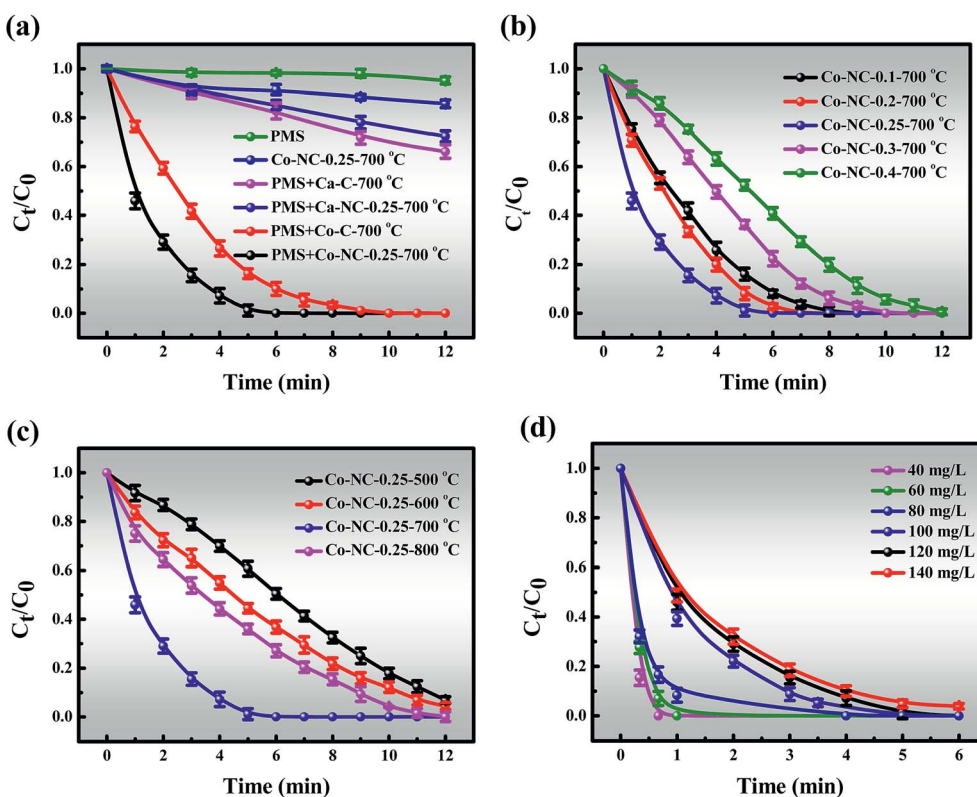 (a)
1.0
0.8
0.6
0.4
0.2
0.0
Ct/C0
PMS
Co-NC-0.25-700 °C
PMS+Ca-C-700 °C
PMS+Ca-NC-0.25-700 °C
PMS+Co-C-700 °C
PMS+Co-NC-0.25-700 °C
0 2 4 6 8 10 12
Time (min)
(b)
1.0
0.8
0.6
0.4
0.2
0.0
Ct/C0
Co-NC-0.1-700 °C
Co-NC-0.2-700 °C
Co-NC-0.25-700 °C
Co-NC-0.3-700 °C
Co-NC-0.4-700 °C
0 2 4 6 8 10 12
Time (min)
(c)
1.0
0.8
0.6
0.4
0.2
0.0
Ct/C0
Co-NC-0.25-500 °C
Co-NC-0.25-600 °C
Co-NC-0.25-700 °C
Co-NC-0.25-800 °C
0 2 4 6 8 10 12
Time (min)
(d)
1.0
0.8
0.6
0.4
0.2
0.0
Ct/C0
40 mg/L
60 mg/L
80 mg/L
100 mg/L
120 mg/L
140 mg/L
0 1 2 3 4 5 6
Time (min)